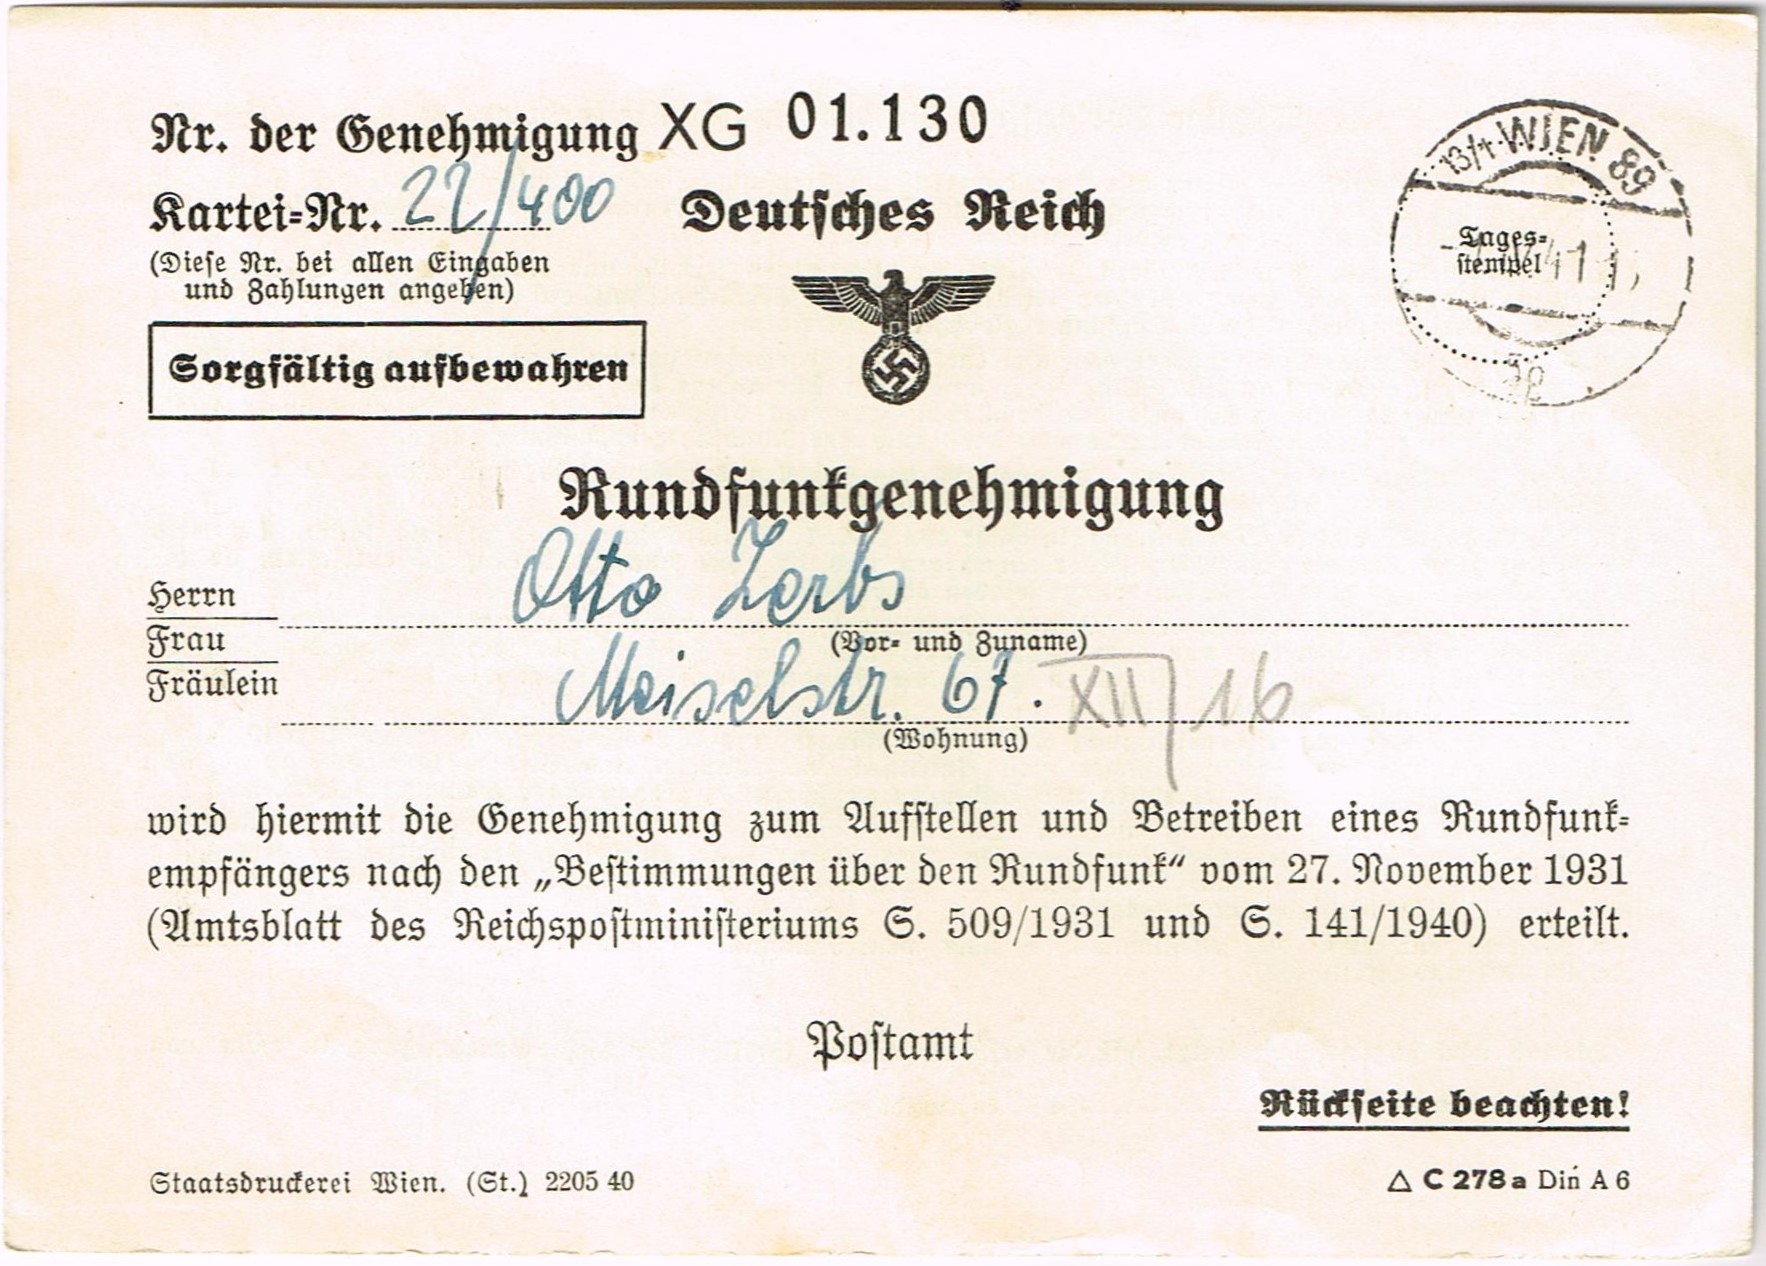 Nr. der Genehmigung XG 01.130
Kartei=Nr. 22/400
(Diese Nr. bei allen Eingaben
und Zahlungen angeben)
Sorgfältig aufbewahren
Deutsches Reich
13/1 WIEN 89
Tages=
stempel
41
Rundfunkgenehmigung
Herrn
Otto Zerbs
Frau
(Vor= und Zuname)
Fräulein
Meiselstr. 67. XII/16
(Wohnung)
wird hiermit die Genehmigung zum Aufstellen und Betreiben eines Rundfunk=
empfängers nach den „Bestimmungen über den Rundfunk“ vom 27. November 1931
(Amtsblatt des Reichspostministeriums S. 509/1931 und S. 141/1940) erteilt.
Postamt
Rückseite beachten!
Staatsdruckerei Wien. (St.) 2205 40
△ C 278 a Din A 6